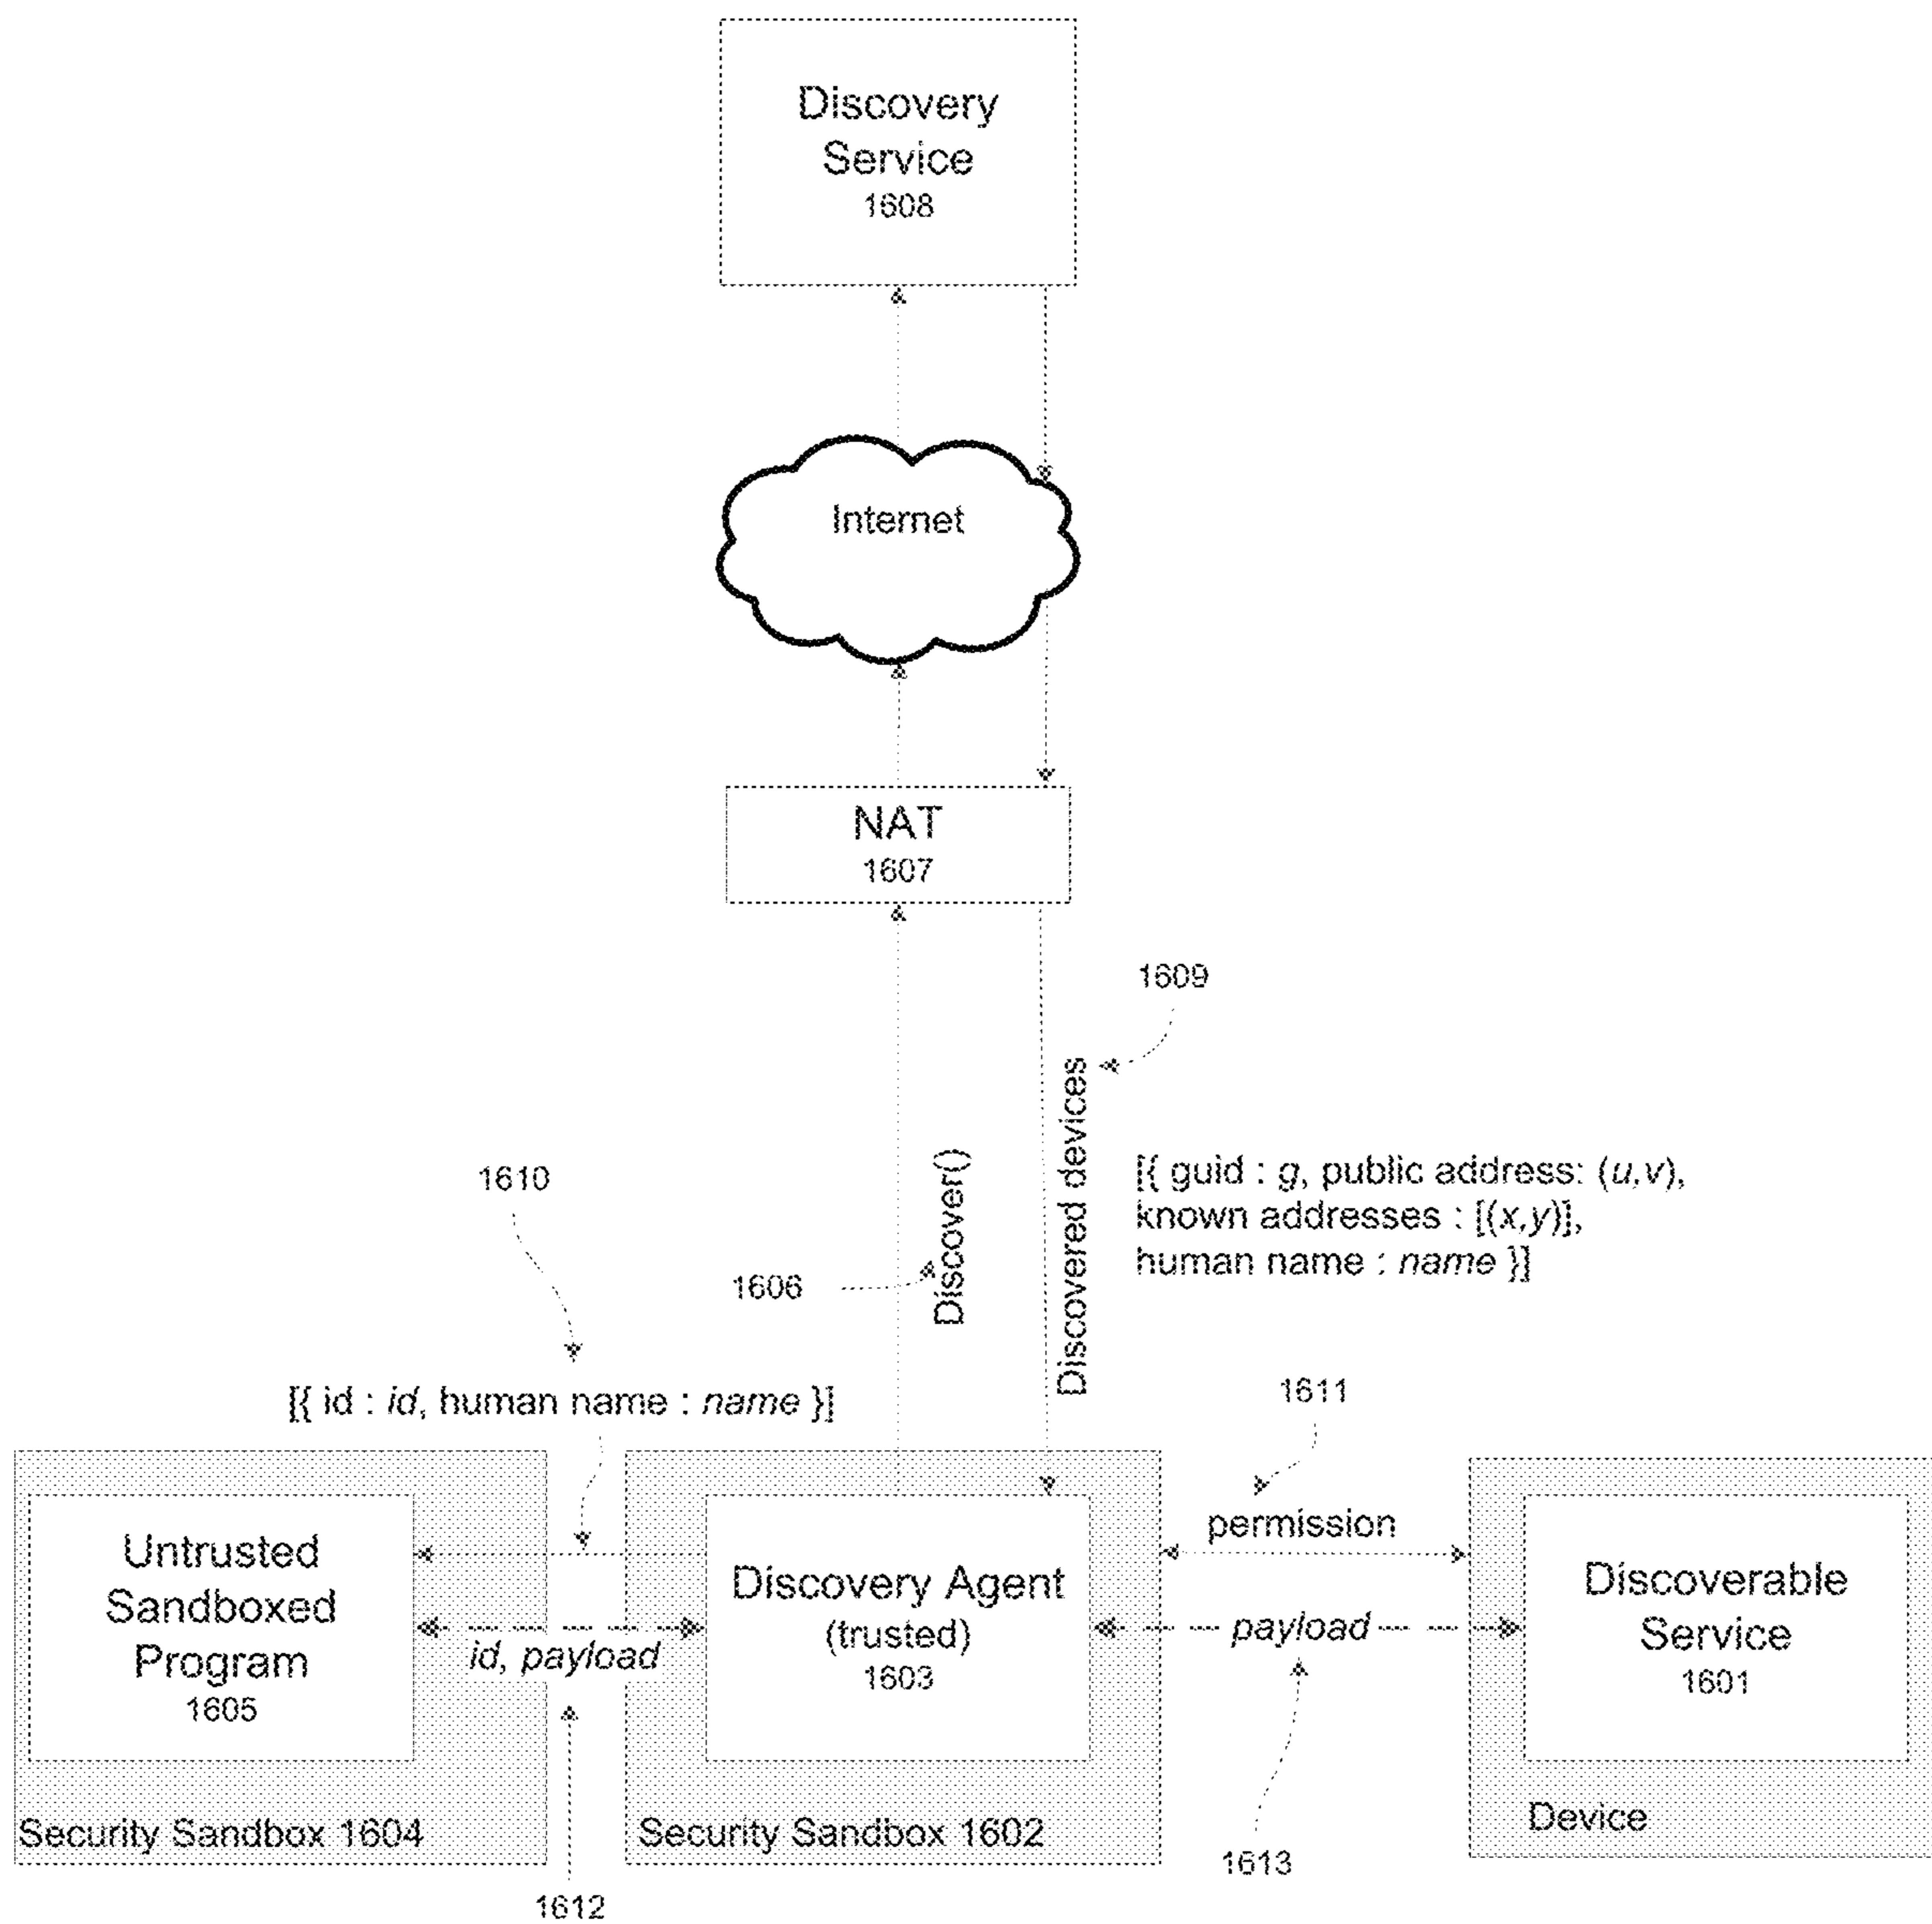 Discovery
Service
1608
Internet
NAT
1607
1609
Discovered devices
Discover()
1606
[{ guid : g, public address: (u,v),
known addresses : [(x,y)],
human name : name }]
1610
[{ id : id, human name : name }]
1611
permission
Untrusted
Sandboxed
Program
1605
id, payload
Discovery Agent
(trusted)
1603
payload
Discoverable
Service
1601
Security Sandbox 1604
Security Sandbox 1602
Device
1612
1613